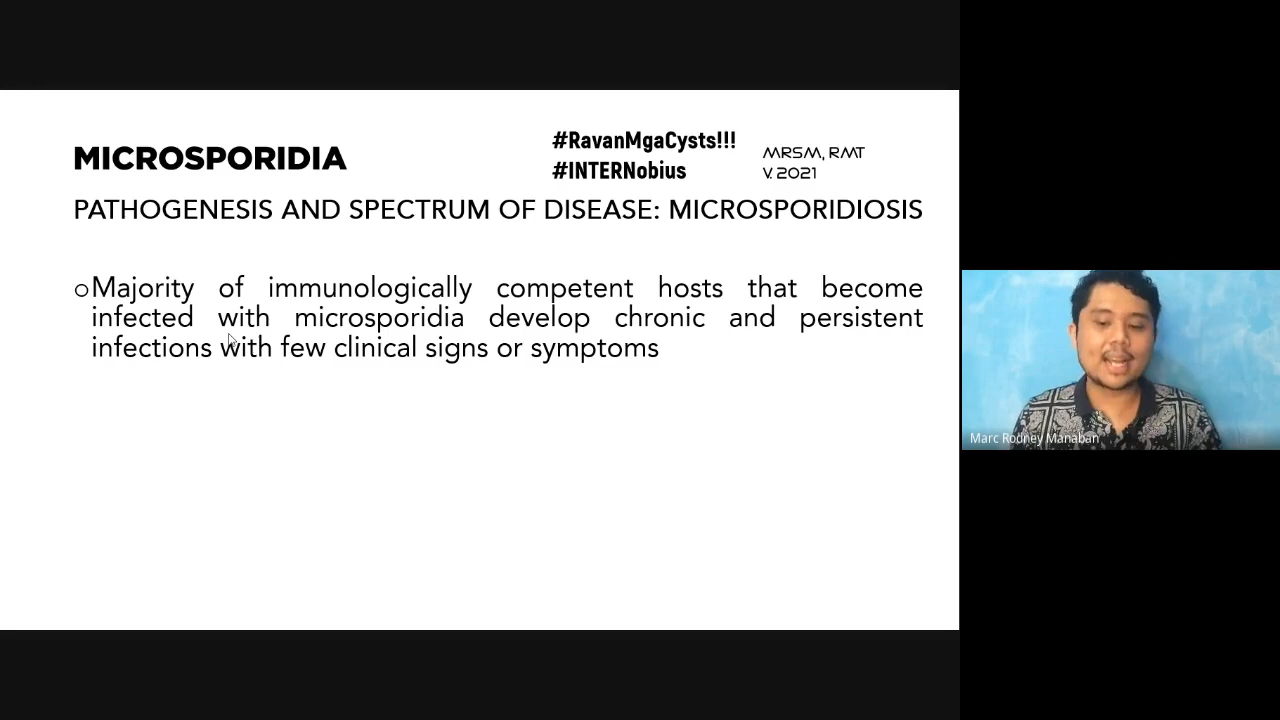 MICROSPORIDIA
#RavanMgaCysts!!!
#INTERNobius
MRSM, RMT
V. 2021
PATHOGENESIS AND SPECTRUM OF DISEASE: MICROSPORIDIOSIS
oMajority of immunologically competent hosts that become
infected with microsporidia develop chronic and persistent
infections with few clinical signs or symptoms
Marc Rodney Manaban